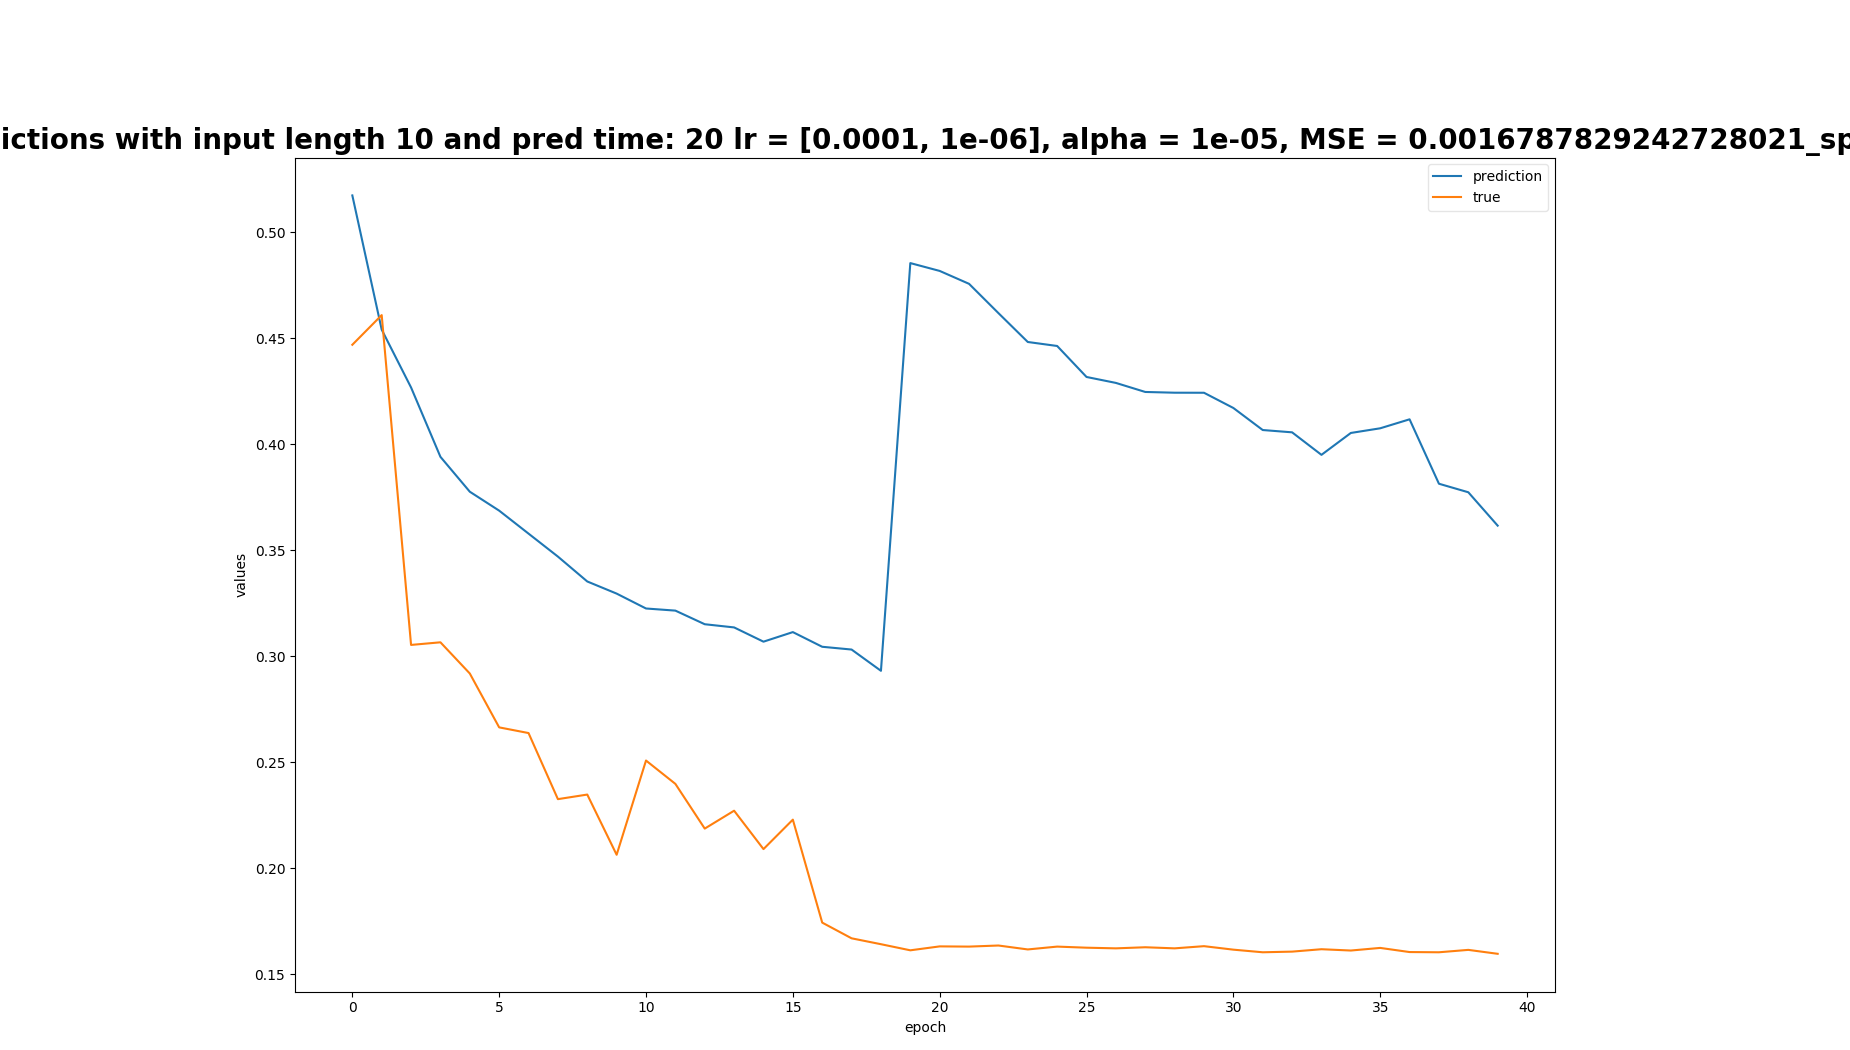 ictions with input length 10 and pred time: 20 lr = [0.0001, 1e-06], alpha = 1e-05, MSE = 0.0016787829242728021_sp
prediction
true
0.50
0.45
0.40
0.35
0.30
0.25
0.20
0.15
values
0 5 10 15 20 25 30 35 40
epoch